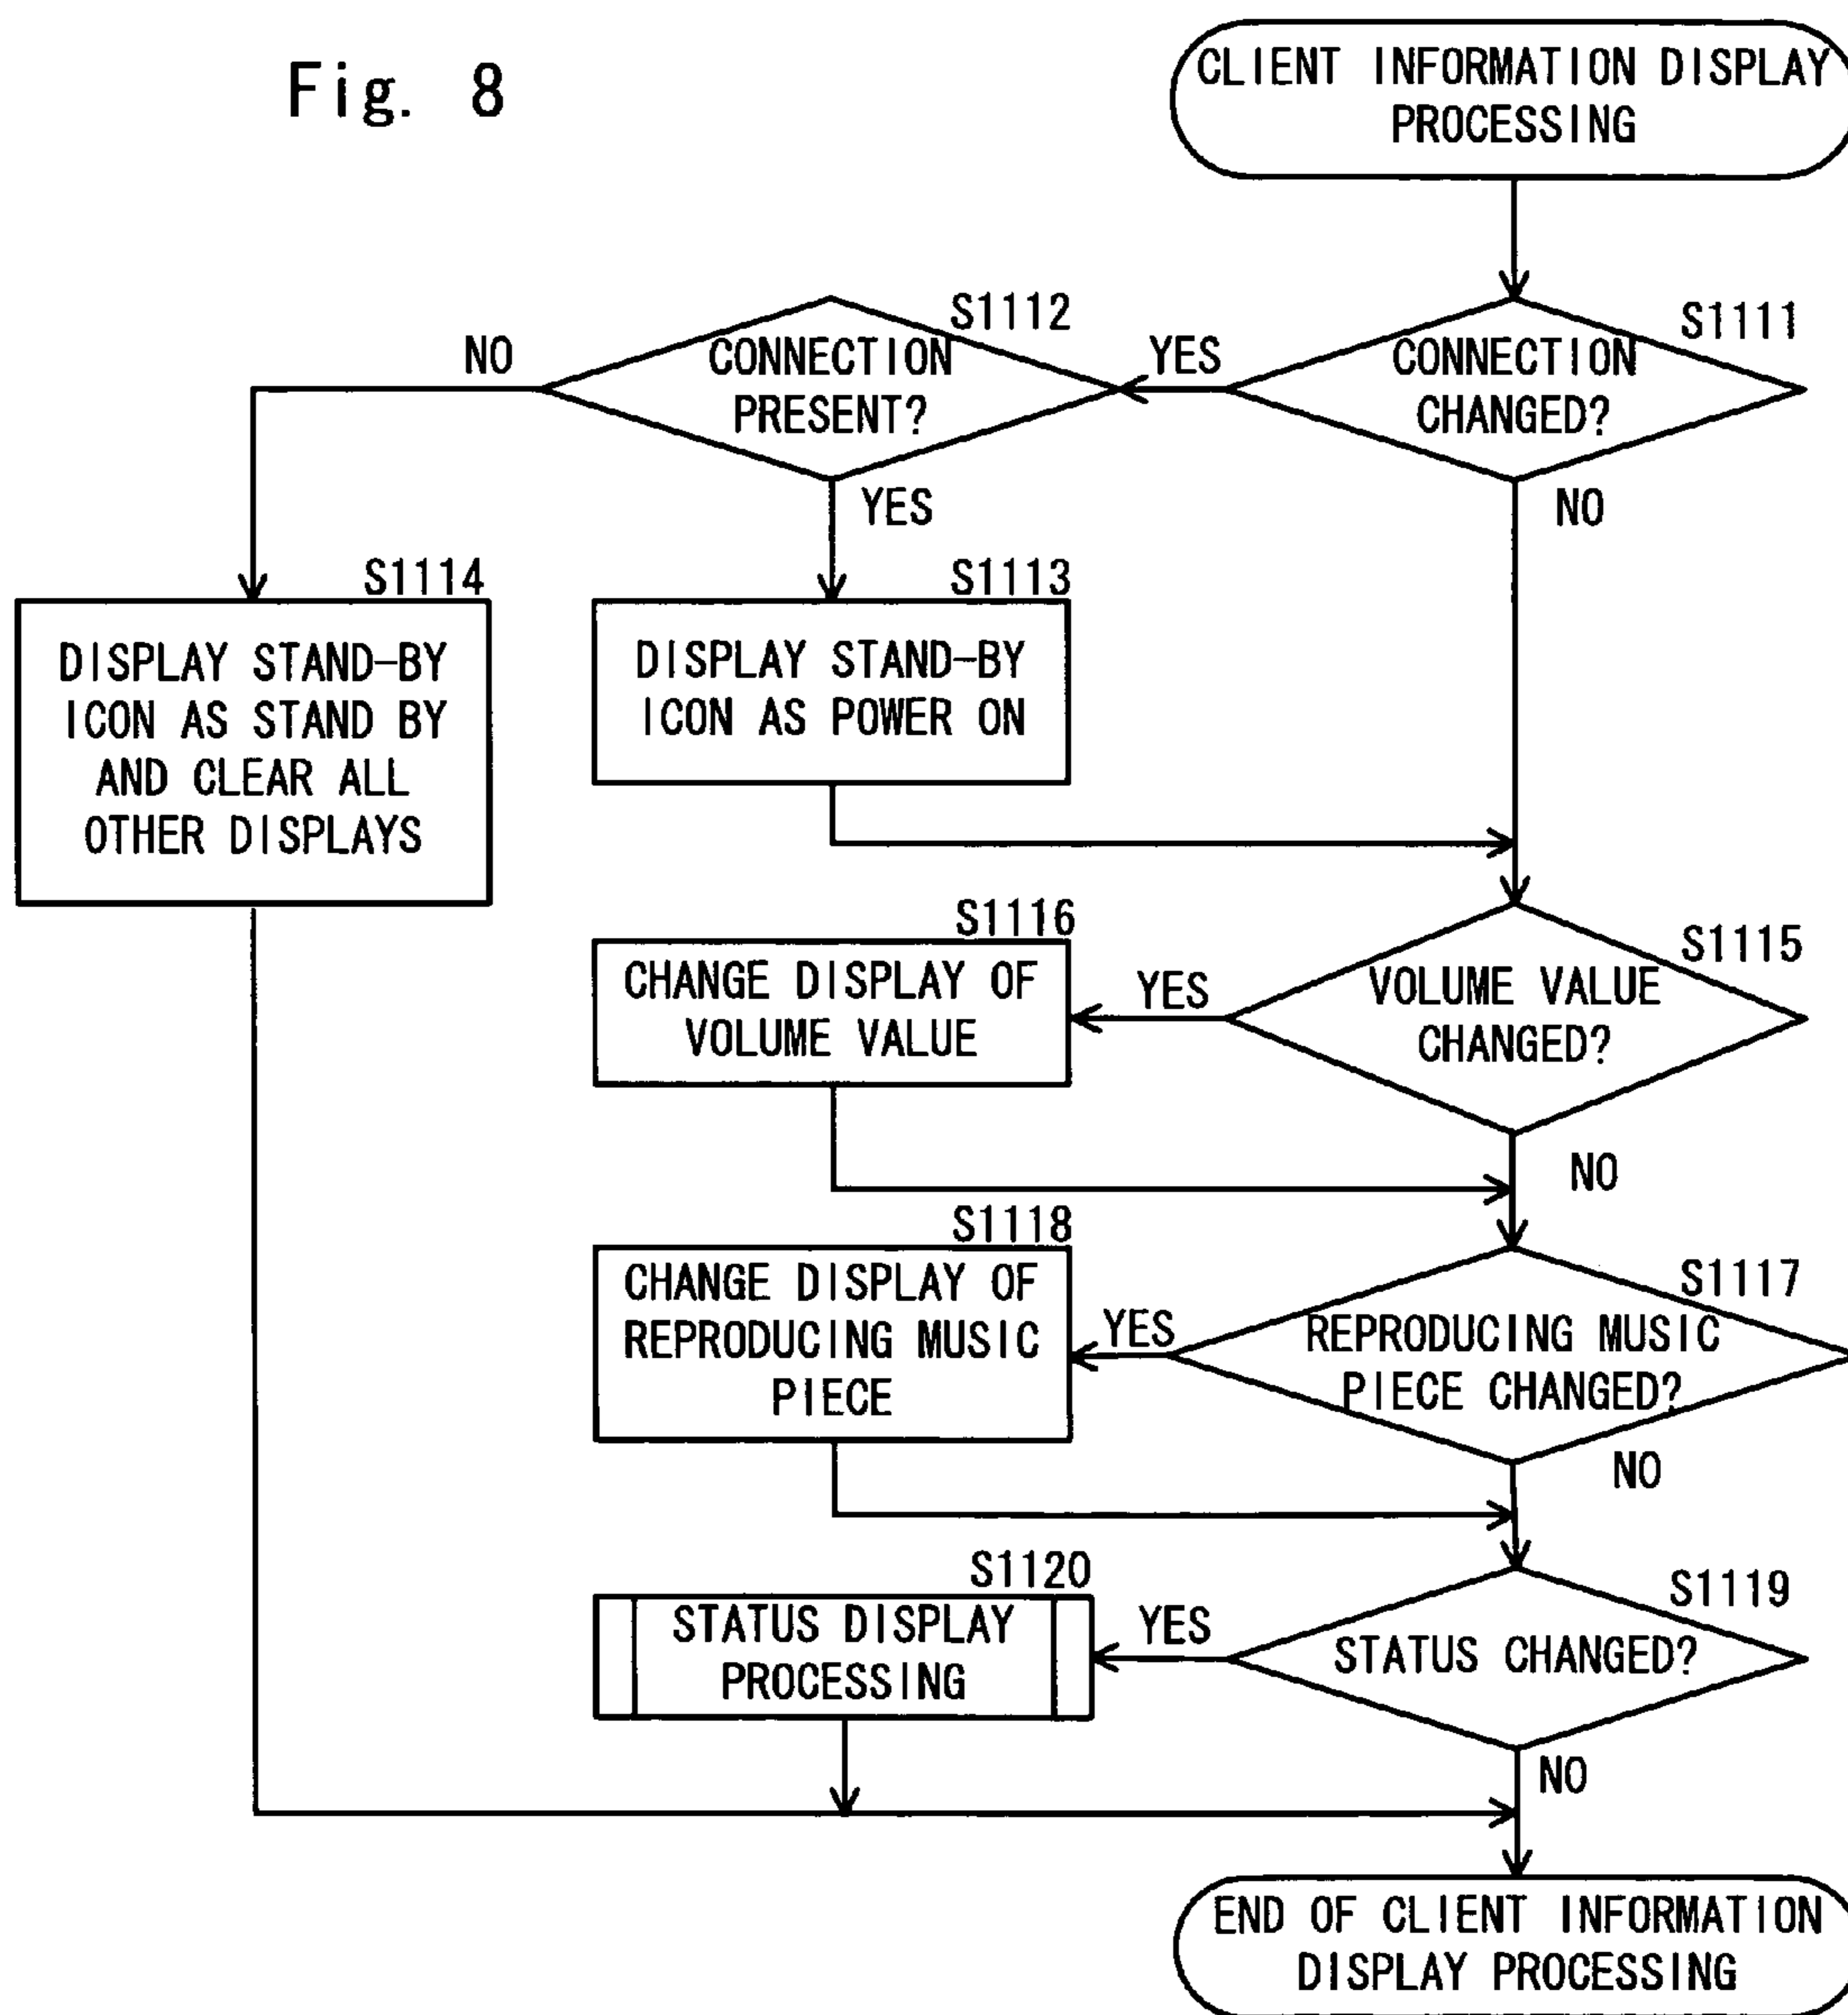 Fig. 8
CLIENT INFORMATION DISPLAY
PROCESSING
S1111
CONNECTION
CHANGED?
YES
NO
S1112
CONNECTION
PRESENT?
NO
YES
S1114
DISPLAY STAND-BY
ICON AS STAND BY
AND CLEAR ALL
OTHER DISPLAYS
S1113
DISPLAY STAND-BY
ICON AS POWER ON
S1115
VOLUME VALUE
CHANGED?
YES
NO
S1116
CHANGE DISPLAY OF
VOLUME VALUE
S1117
REPRODUCING MUSIC
PIECE CHANGED?
YES
NO
S1118
CHANGE DISPLAY OF
REPRODUCING MUSIC
PIECE
S1119
STATUS CHANGED?
YES
NO
S1120
STATUS DISPLAY
PROCESSING
END OF CLIENT INFORMATION
DISPLAY PROCESSING